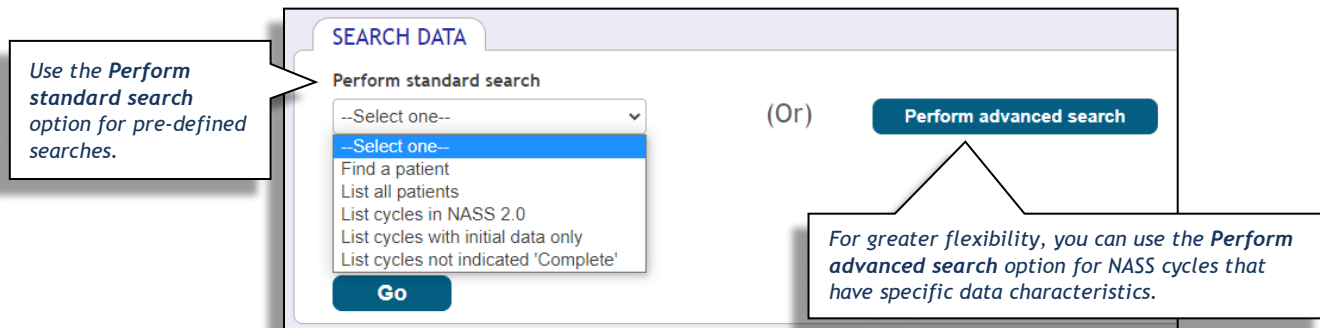 SEARCH DATA
Use the Perform
standard search
option for pre-defined
searches.
Perform standard search
--Select one--
(Or)
Perform advanced search
--Select one--
Find a patient
List all patients
List cycles in NASS 2.0
List cycles with initial data only
List cycles not indicated 'Complete'
Go
For greater flexibility, you can use the Perform
advanced search option for NASS cycles that
have specific data characteristics.